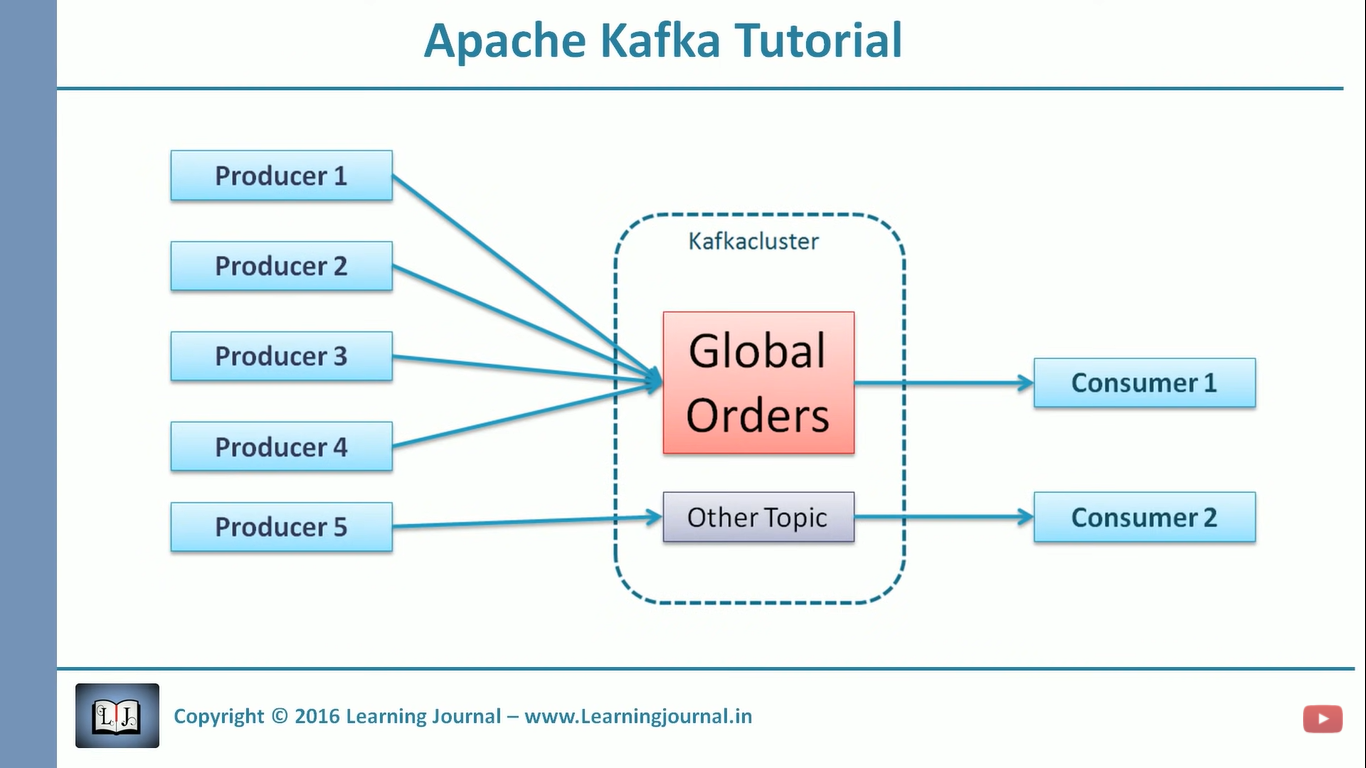 Apache Kafka Tutorial
Producer 1
Producer 2
Producer 3
Producer 4
Producer 5
Kafkacluster
Global
Orders
Other Topic
Consumer 1
Consumer 2
LJ
Copyright © 2016 Learning Journal – www.Learningjournal.in